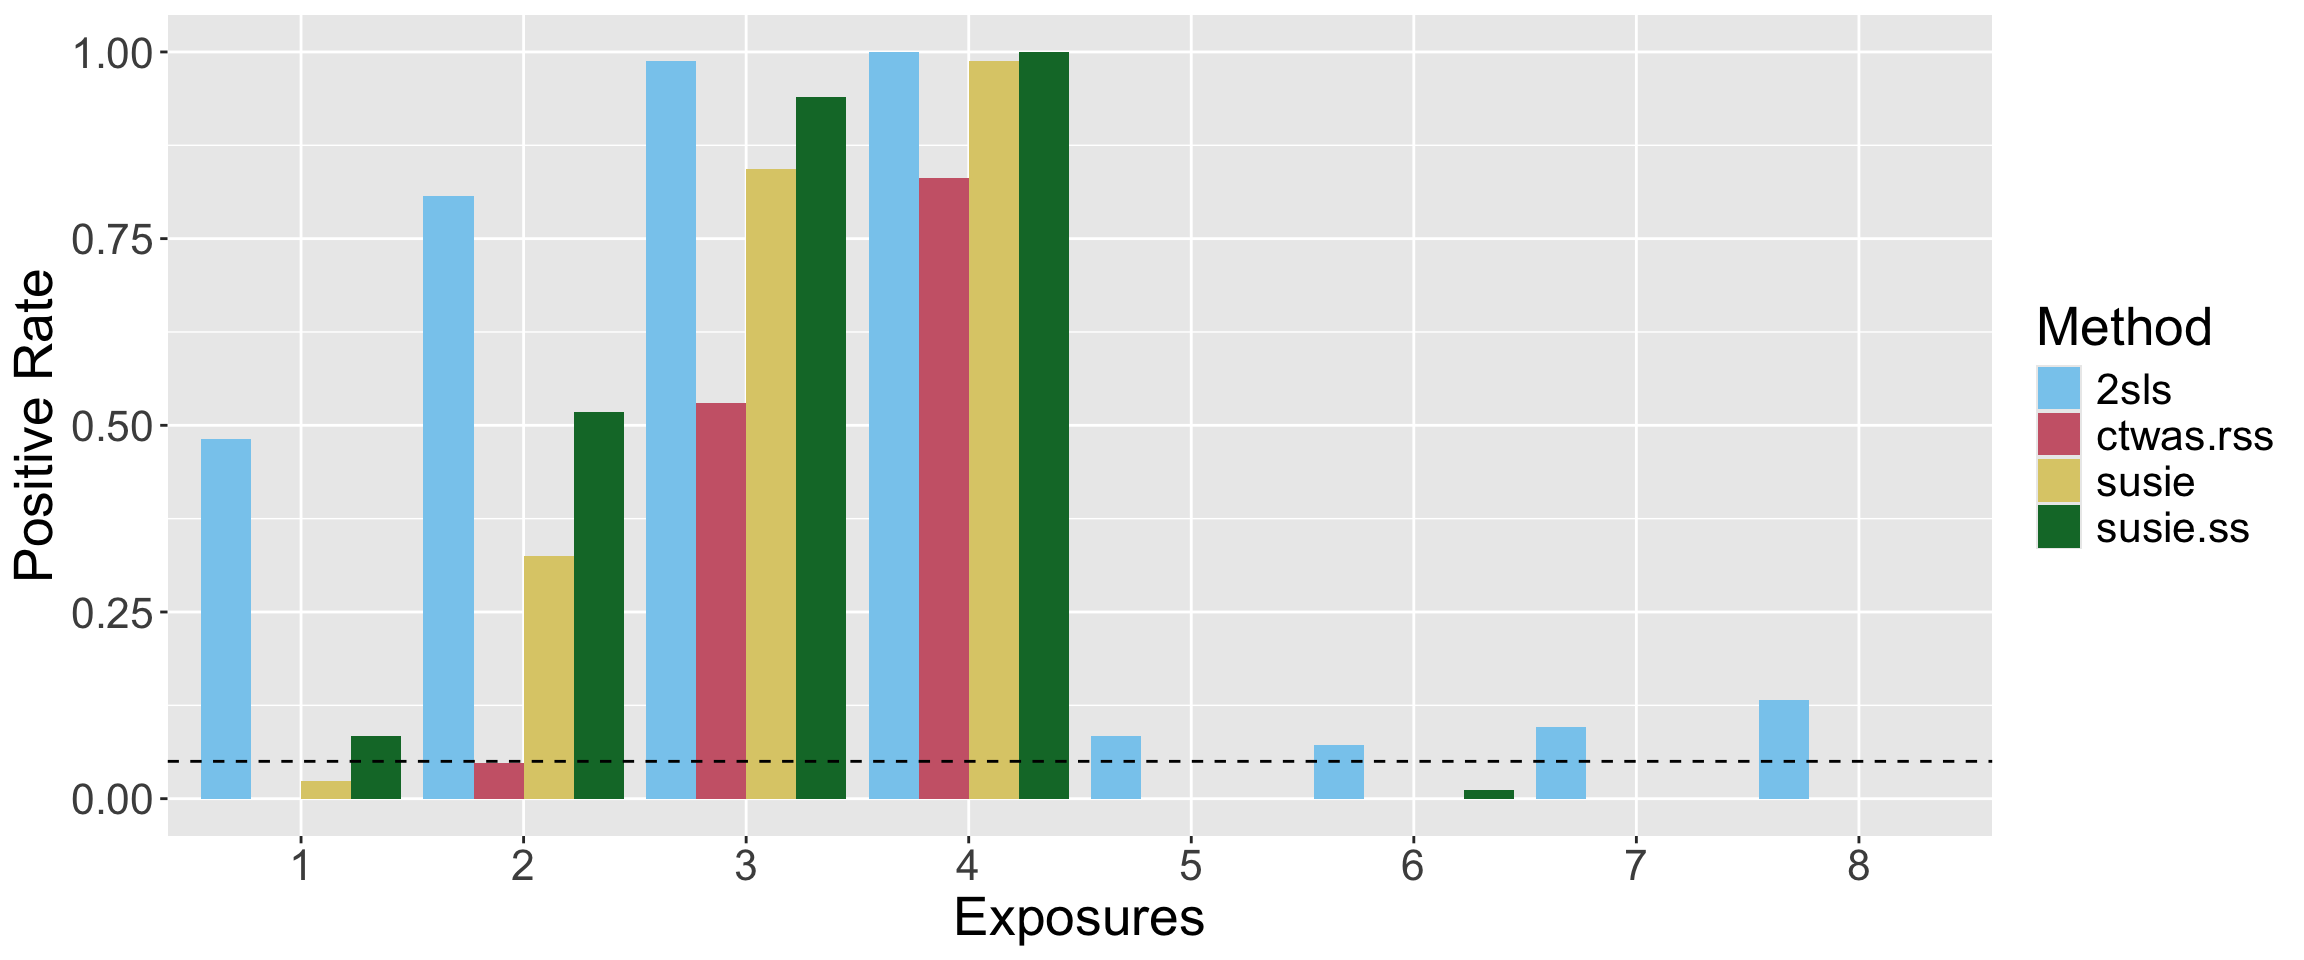 1.00
0.75
0.50
0.25
0.00
Positive Rate
1 2 3 4 5 6 7 8
Exposures
Method
2sls
ctwas.rss
susie
susie.ss